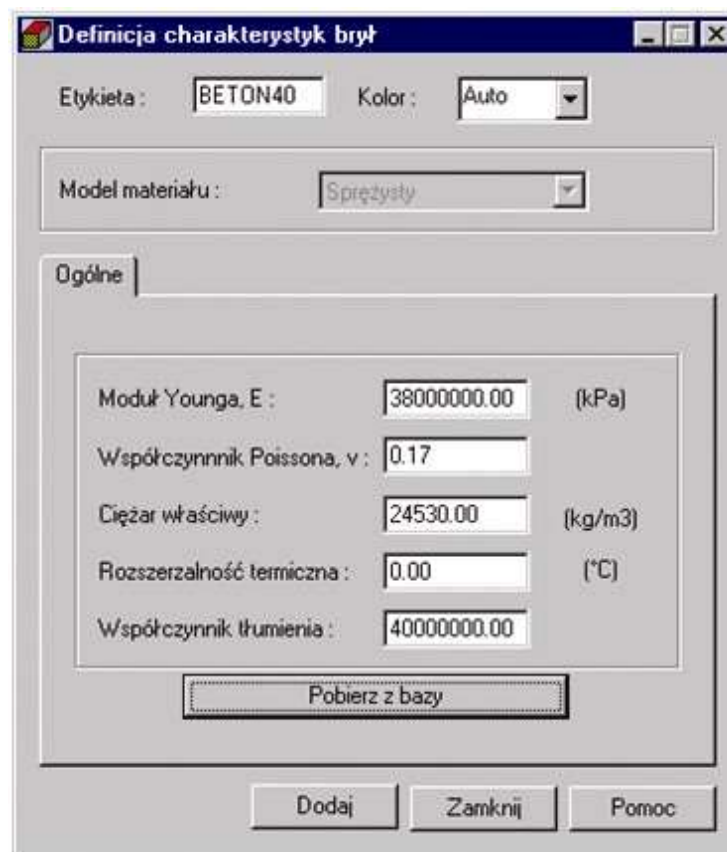 Definicja charakterystyk brył
Etykieta : BETON40 Kolor : Auto
Model materiału : Sprężysty
Ogólne
Moduł Younga, E : 38000000.00 (kPa)
Współczynnnik Poissona, v : 0.17
Ciężar właściwy : 24530.00 (kg/m3)
Rozszerzalność termiczna : 0.00 (°C)
Współczynnik tłumienia : 40000000.00
Pobierz z bazy
Dodaj Zamknij Pomoc